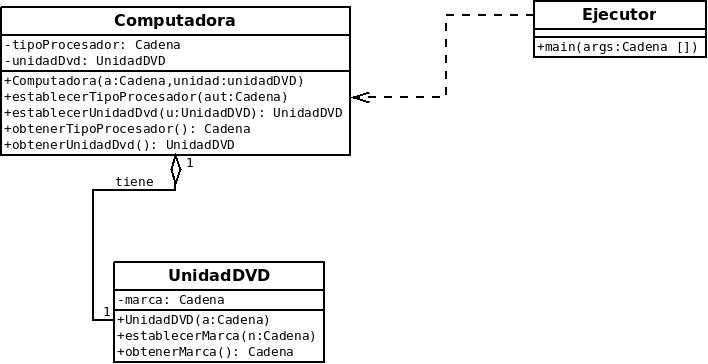 Computadora
-tipoProcesador: Cadena
-unidadDvd: UnidadDVD
+Computadora(a:Cadena,unidad:unidadDVD)
+establecerTipoProcesador(aut:Cadena)
+establecerUnidadDvd(u:UnidadDVD): UnidadDVD
+obtenerTipoProcesador(): Cadena
+obtenerUnidadDvd(): UnidadDVD
Ejecutor
+main(args:Cadena [])
1
tiene
1
UnidadDVD
-marca: Cadena
+UnidadDVD(a:Cadena)
+establecerMarca(n:Cadena)
+obtenerMarca(): Cadena